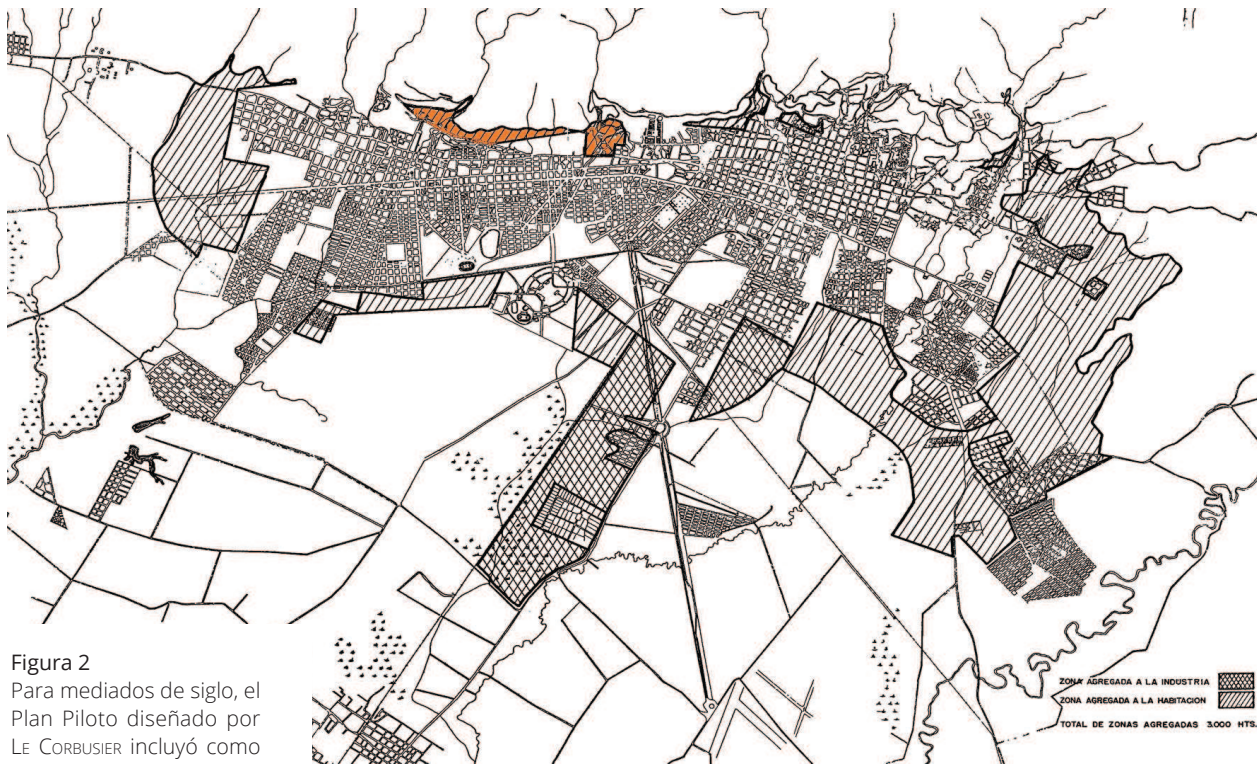 Figura 2
Para mediados de siglo, el
Plan Piloto diseñado por
LE CORBUSIER incluyó como
ZONA AGREGADA A LA INDUSTRIA
ZONA AGREGADA A LA HABITACION
TOTAL DE ZONAS AGREGADAS 3.000 HTS.